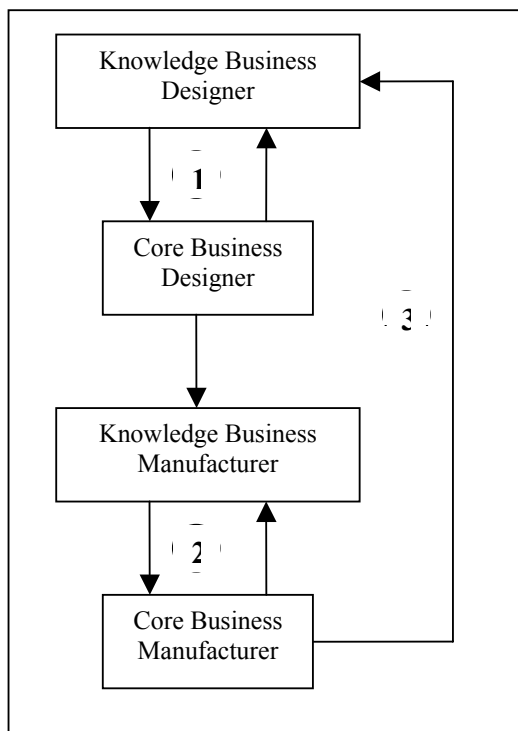 Knowledge Business
Designer
1
Core Business
Designer
3
Knowledge Business
Manufacturer
2
Core Business
Manufacturer